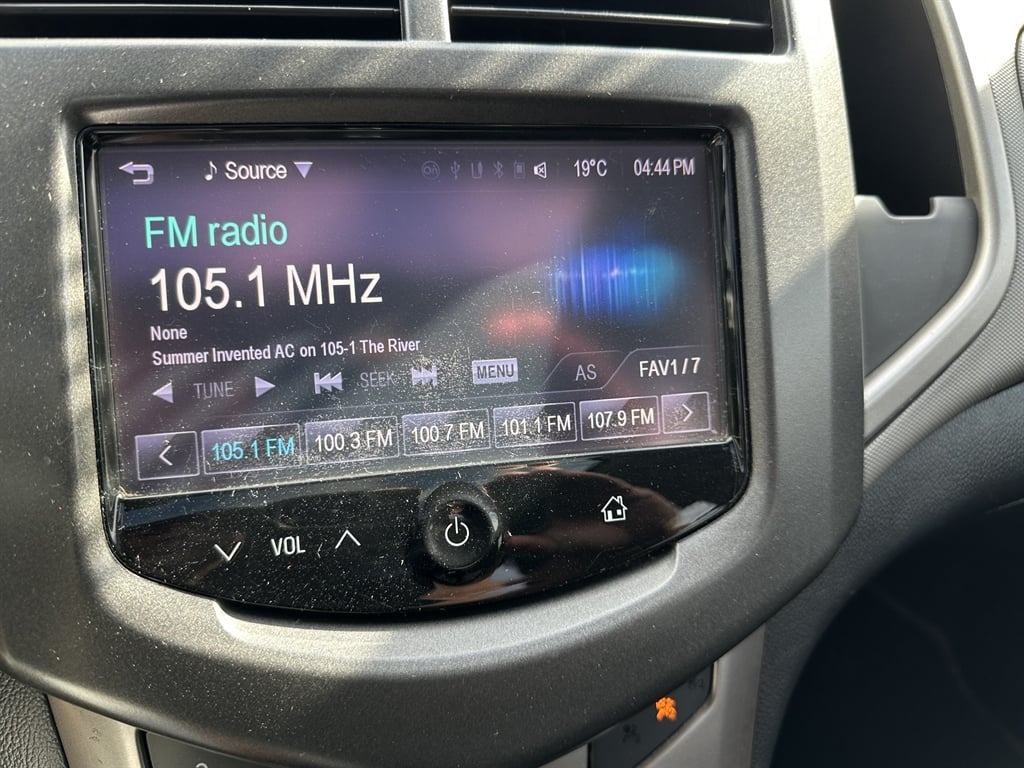 Source 19°C 04:44 PM
FM radio
105.1 MHz
None
Summer Invented AC on 105-1 The River
TUNE SEEK MENU AS FAV1/7
105.1 FM 100.3 FM 100.7 FM 101.1 FM 107.9 FM
VOL